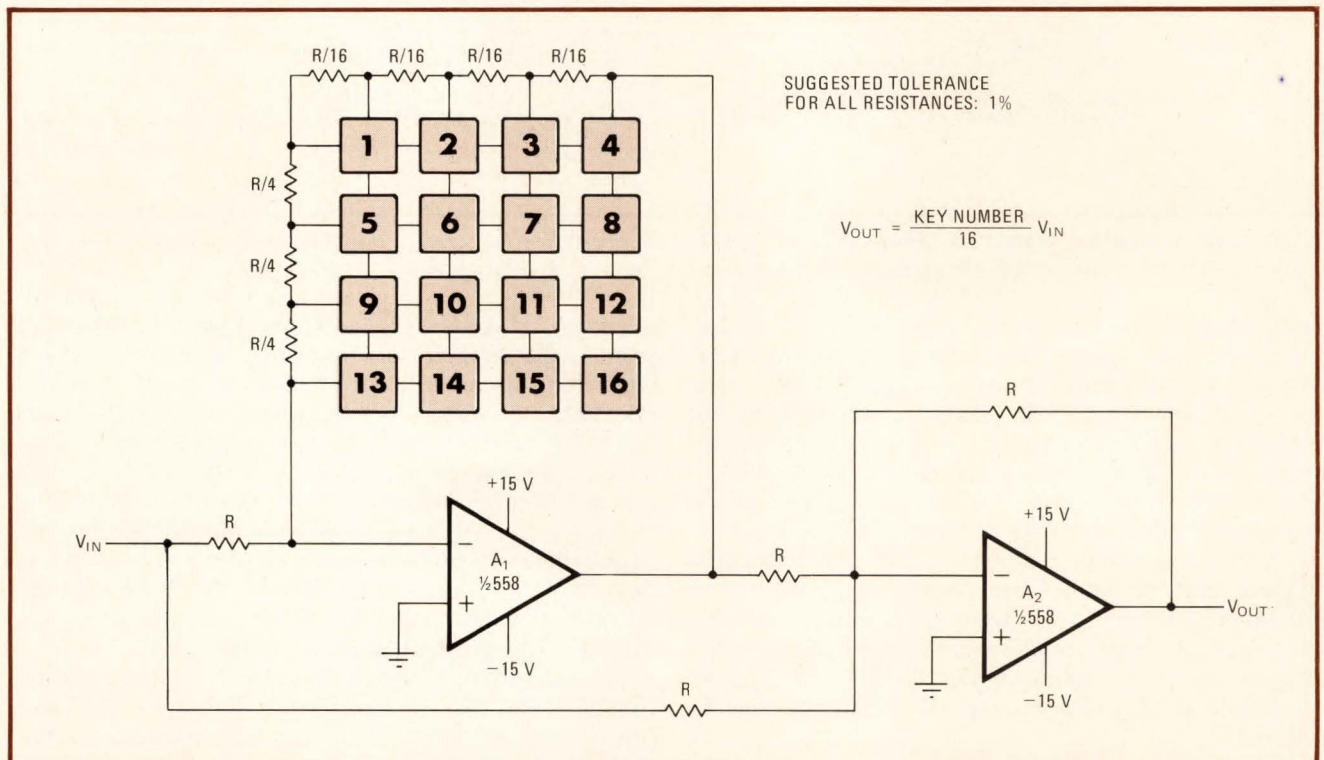 R/16 R/16 R/16 R/16
SUGGESTED TOLERANCE
FOR ALL RESISTANCES: 1%
1 2 3 4
R/4
5 6 7 8
V_OUT = KEY NUMBER / 16 V_IN
R/4
9 10 11 12
R/4
13 14 15 16
R
+15 V
+15 V
V_IN
R
−
A1
½558
+
−15 V
R
−
A2
½558
+
−15 V
V_OUT
R